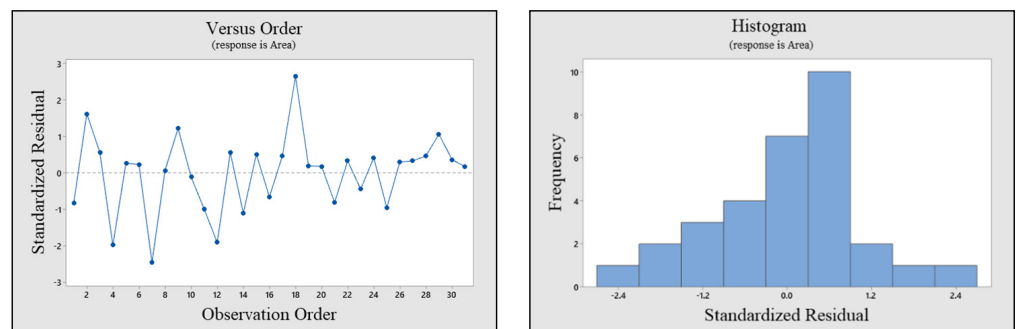 Versus Order
(response is Area)
Standardized Residual
3
2
1
0
-1
-2
-3
2 4 6 8 10 12 14 16 18 20 22 24 26 28 30
Observation Order
Histogram
(response is Area)
Frequency
10
8
6
4
2
0
-2.4 -1.2 0.0 1.2 2.4
Standardized Residual